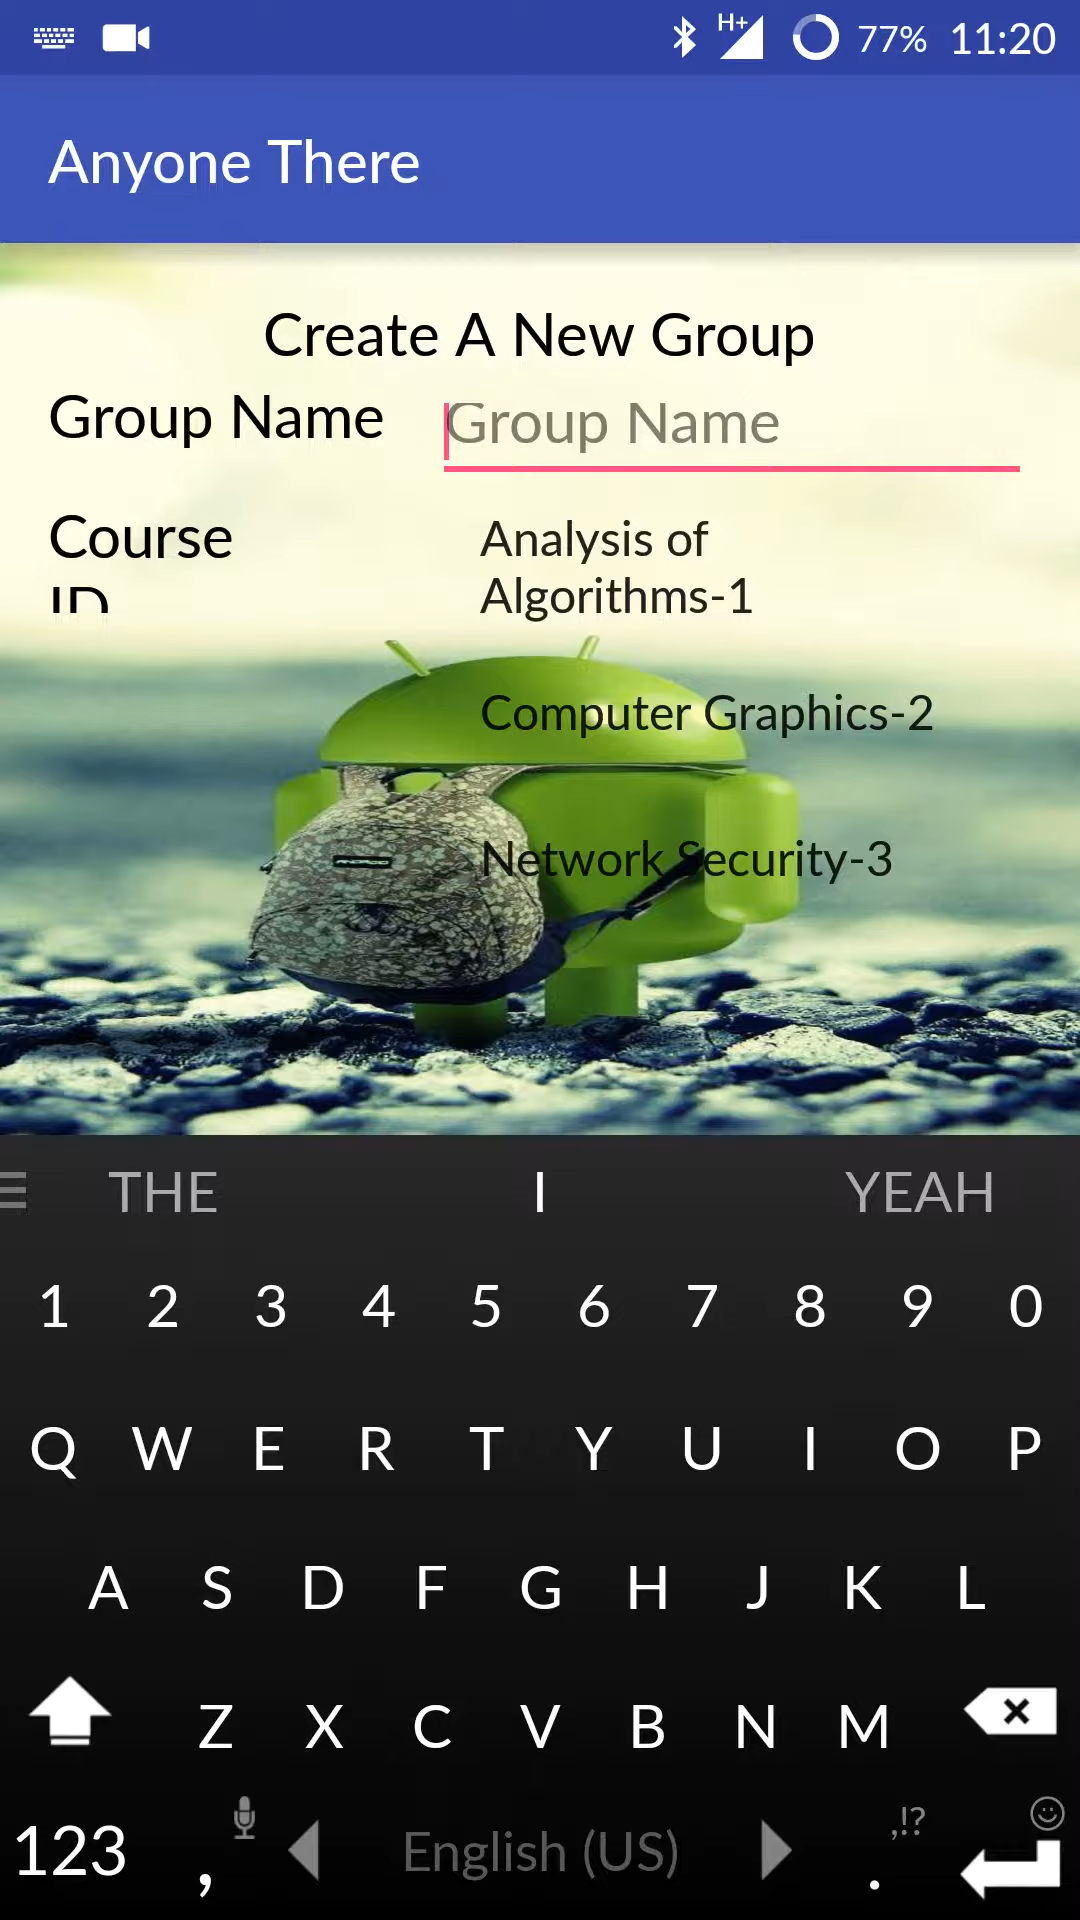 H+ 77% 11:20
Anyone There
Create A New Group
Group Name Group Name
Course
ID
Analysis of
Algorithms-1
Computer Graphics-2
Network Security-3
THE I YEAH
1 2 3 4 5 6 7 8 9 0
Q W E R T Y U I O P
A S D F G H J K L
Z X C V B N M
123 , English (US) ,!? .